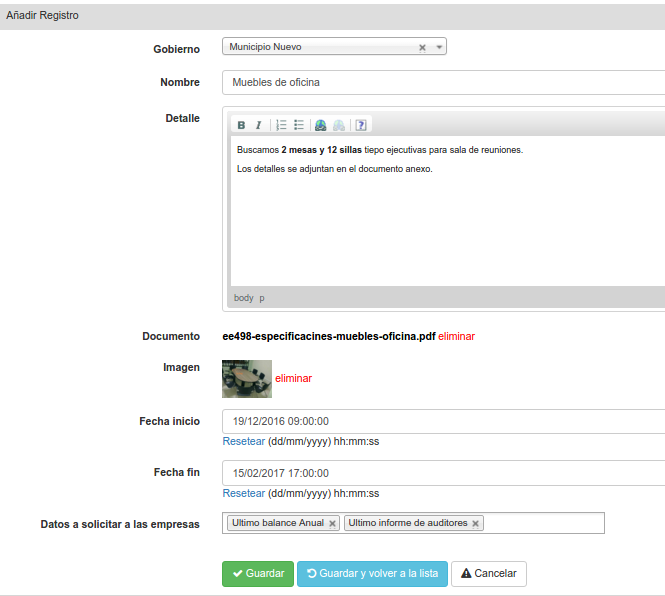 Añadir Registro
Gobierno Municipio Nuevo × 
Nombre Muebles de oficina
Detalle
B I ?
Buscamos 2 mesas y 12 sillas tiepo ejecutivas para sala de reuniones.
Los detalles se adjuntan en el documento anexo.
body p
Documento ee498-especificacines-muebles-oficina.pdf eliminar
Imagen eliminar
Fecha inicio 19/12/2016 09:00:00
Resetear (dd/mm/yyyy) hh:mm:ss
Fecha fin 15/02/2017 17:00:00
Resetear (dd/mm/yyyy) hh:mm:ss
Datos a solicitar a las empresas Ultimo balance Anual × Ultimo informe de auditores ×
Guardar Guardar y volver a la lista Cancelar